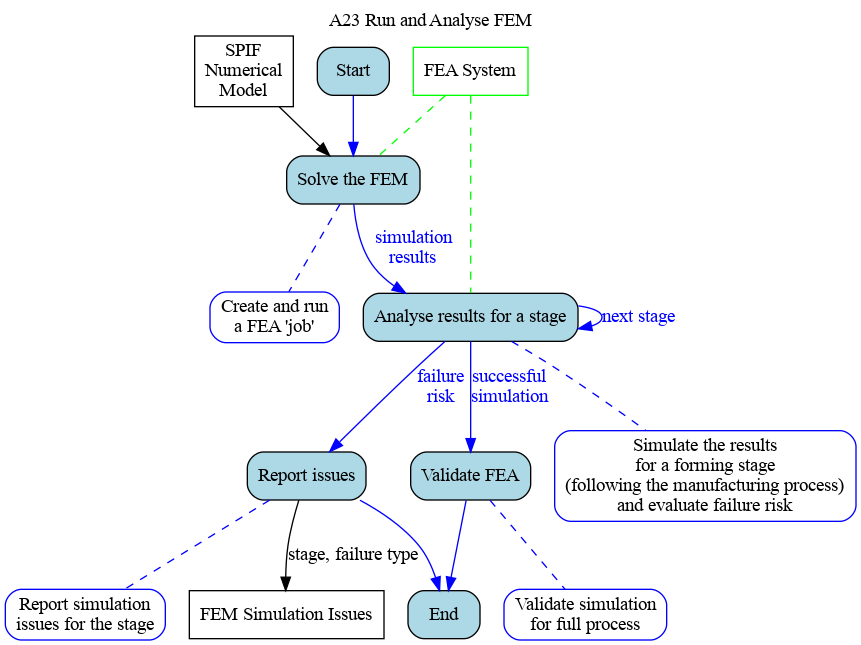 A23 Run and Analyse FEM
SPIF
Numerical
Model
Start
FEA System
Solve the FEM
simulation
results
Create and run
a FEA 'job'
Analyse results for a stage
next stage
failure
risk
successful
simulation
Simulate the results
for a forming stage
(following the manufacturing process)
and evaluate failure risk
Report issues
Validate FEA
stage, failure type
Report simulation
issues for the stage
FEM Simulation Issues
End
Validate simulation
for full process